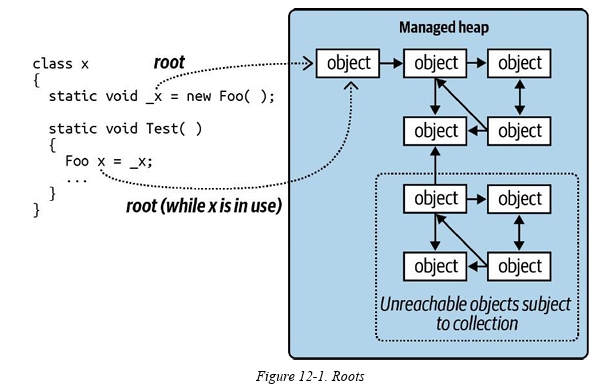 Managed heap
class x
{
static void _x = new Foo( );
static void Test( )
{
Foo x = _x;
...
}
}
root
root (while x is in use)
object
object
object
object
object
object
object
object
object
Unreachable objects subject
to collection
Figure 12-1. Roots